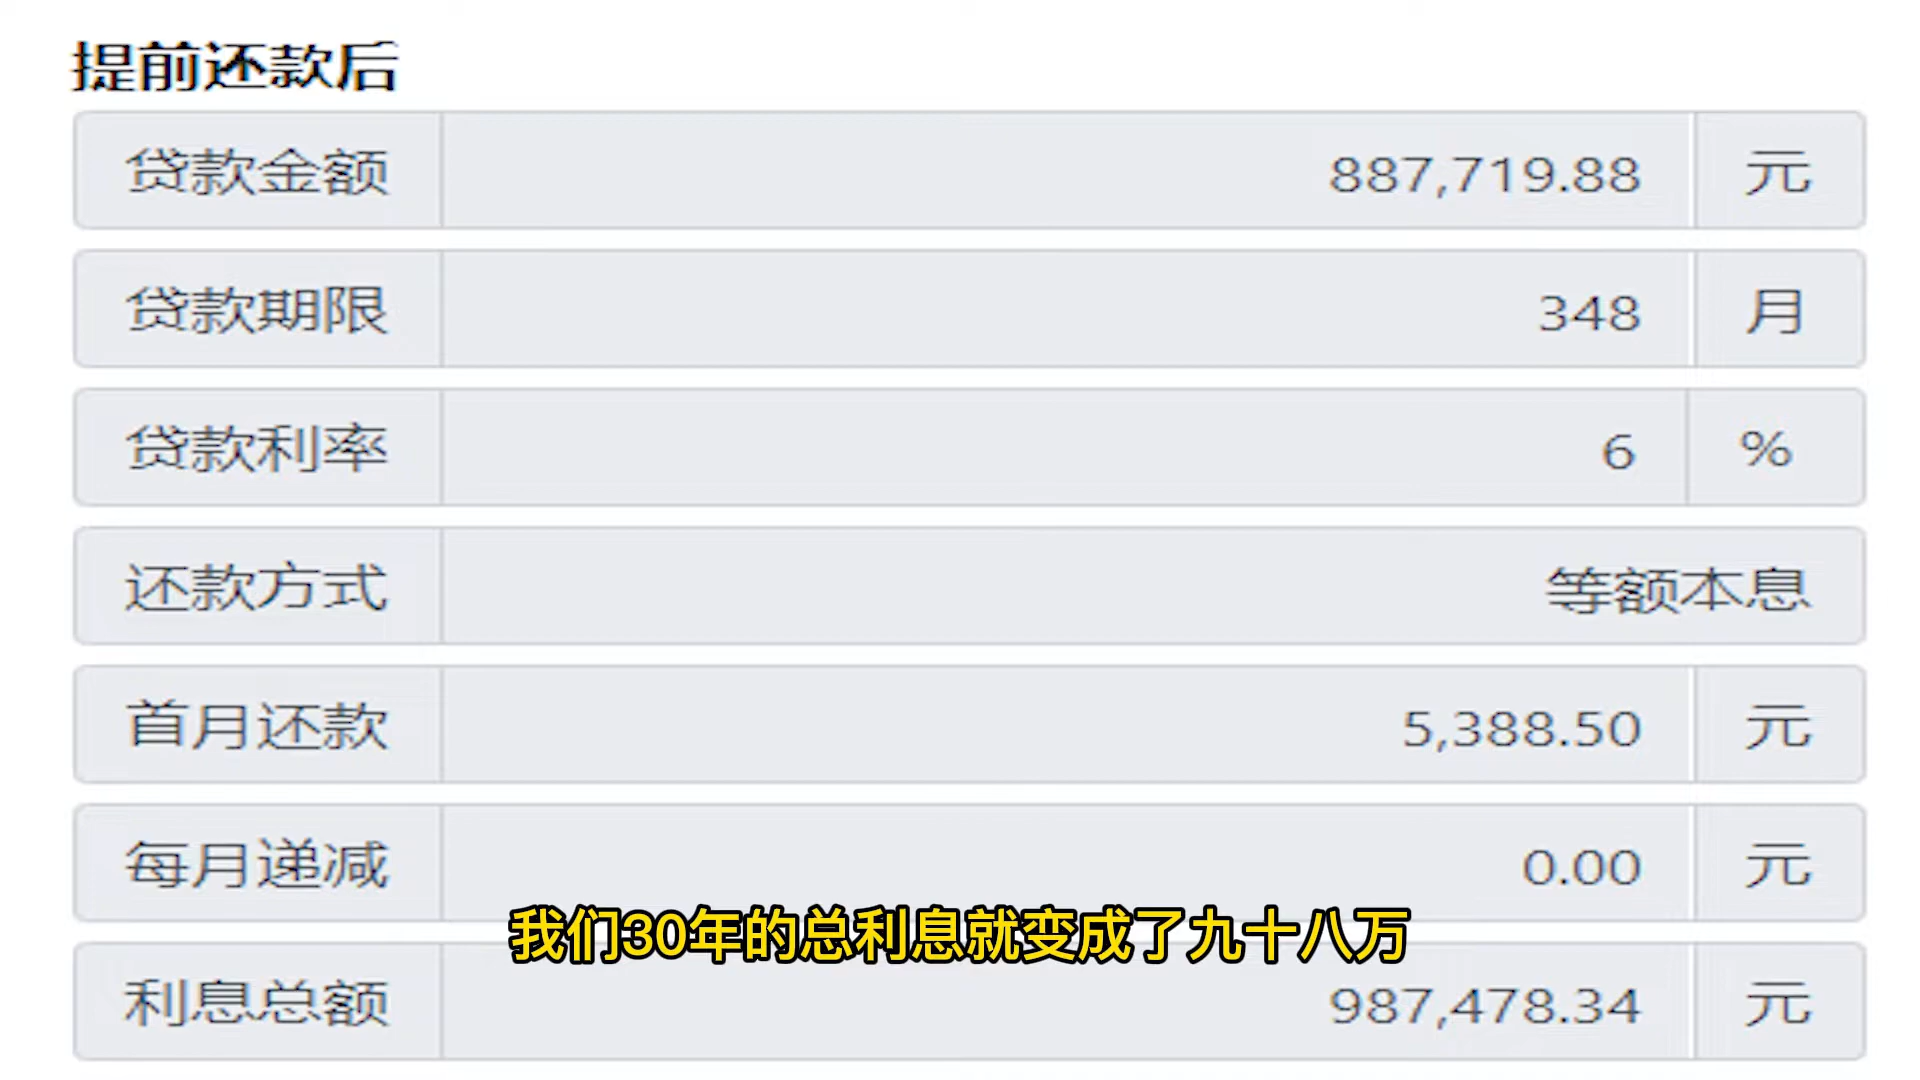 提前还款后
贷款金额 887,719.88 元
贷款期限 348 月
贷款利率 6 %
还款方式 等额本息
首月还款 5,388.50 元
每月递减 0.00 元
我们30年的总利息就变成了九十八万
利息总额 987,478.34 元